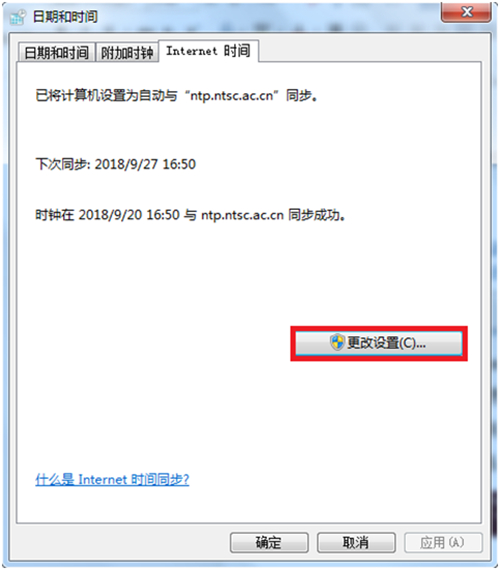 日期和时间
日期和时间 附加时钟 Internet 时间
已将计算机设置为自动与“ntp.ntsc.ac.cn”同步。
下次同步: 2018/9/27 16:50
时钟在 2018/9/20 16:50 与 ntp.ntsc.ac.cn 同步成功。
更改设置(C)...
什么是 Internet 时间同步?
确定 取消 应用(A)